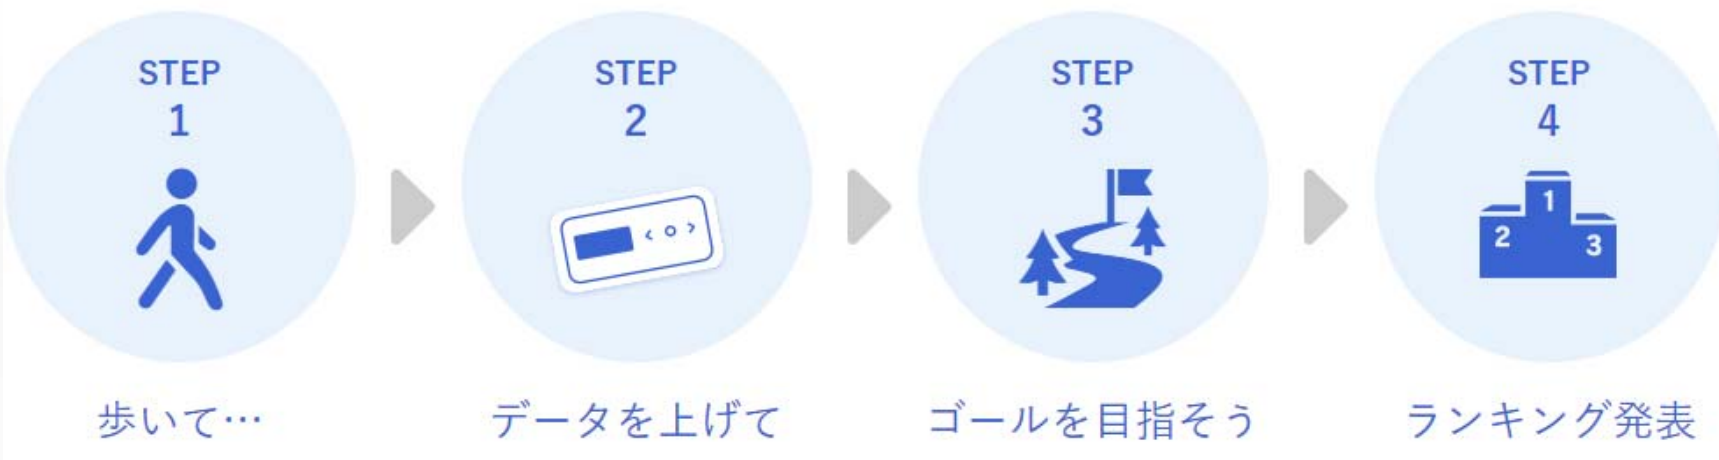 STEP
1
STEP
2
STEP
3
STEP
4
1
2
3
歩いて…
データを上げて
ゴールを目指そう
ランキング発表